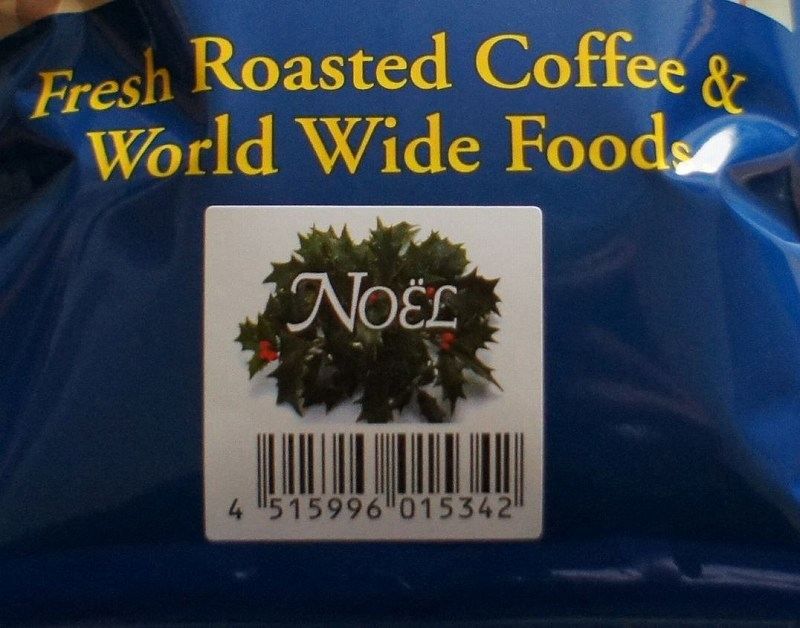 Fresh Roasted Coffee &
World Wide Foods
NOËL
4 515996 015342